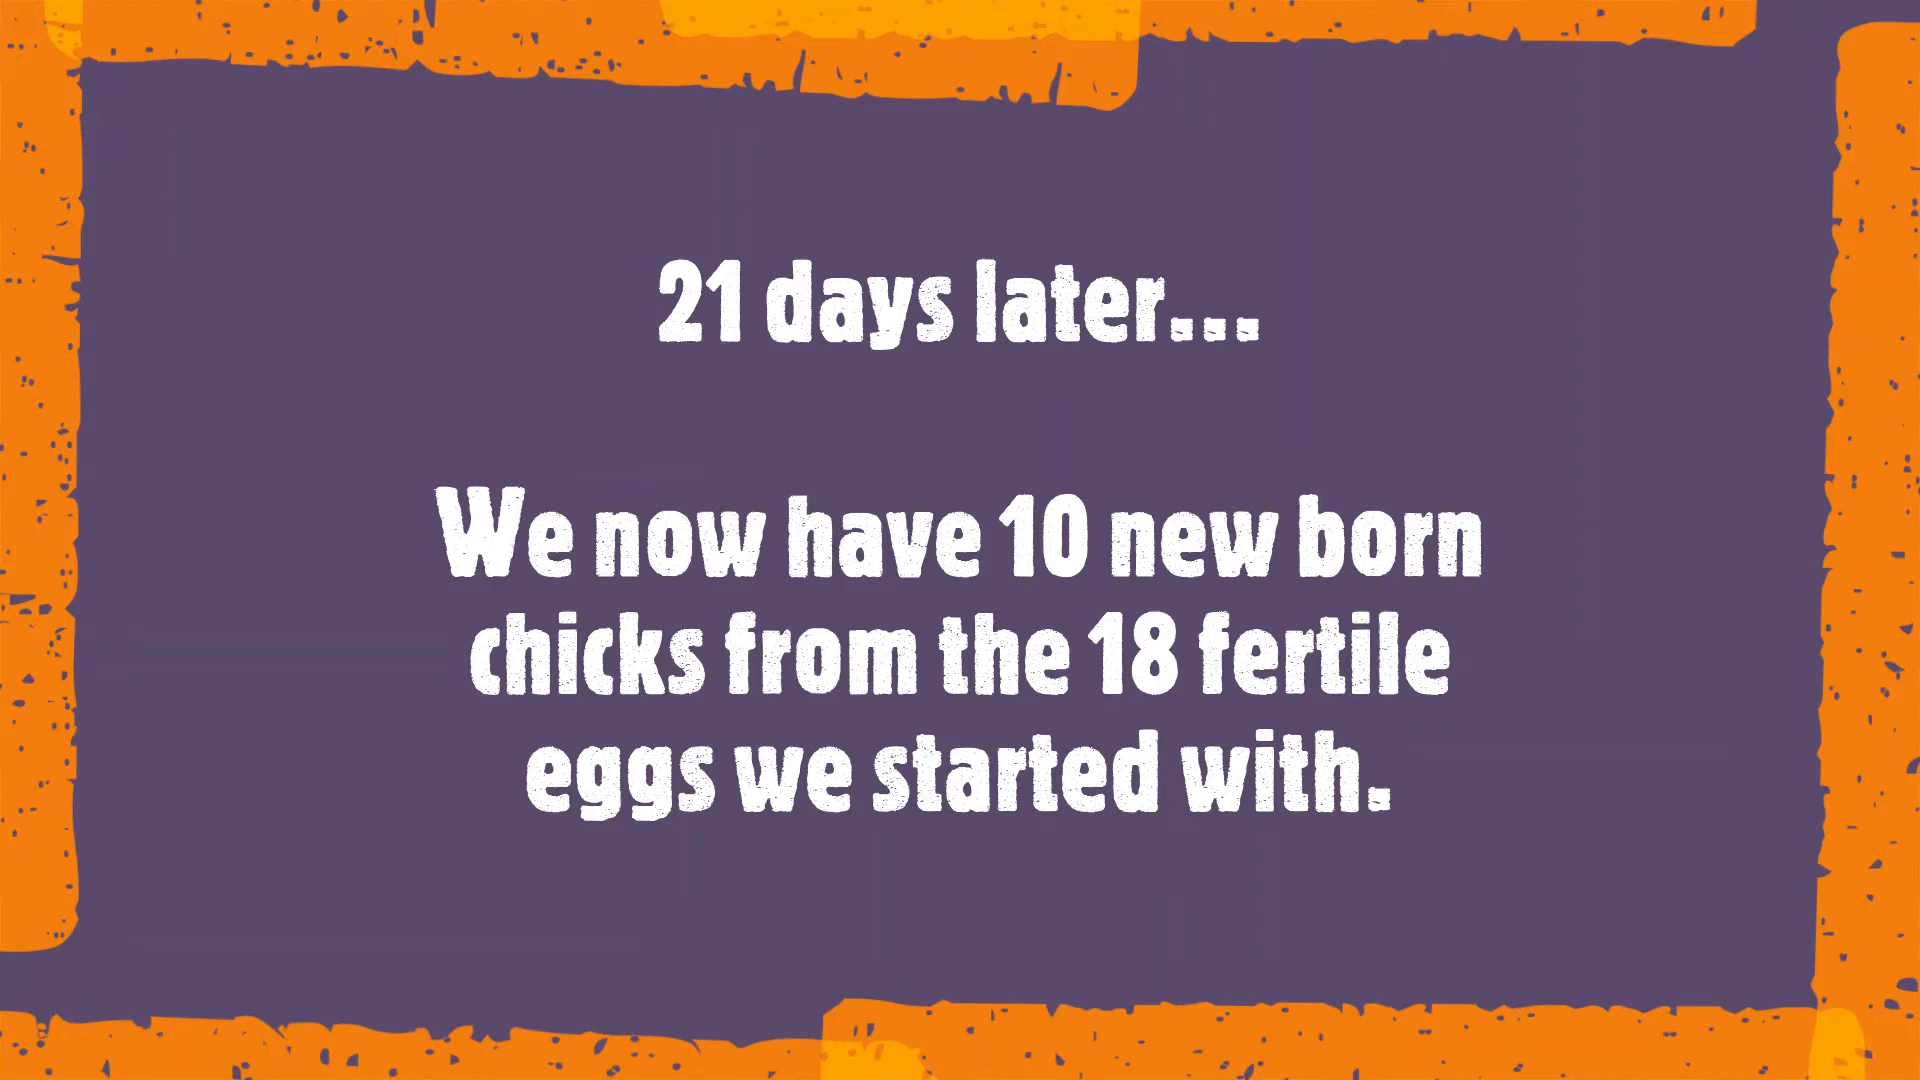 21 days later...
We now have 10 new born
chicks from the 18 fertile
eggs we started with.